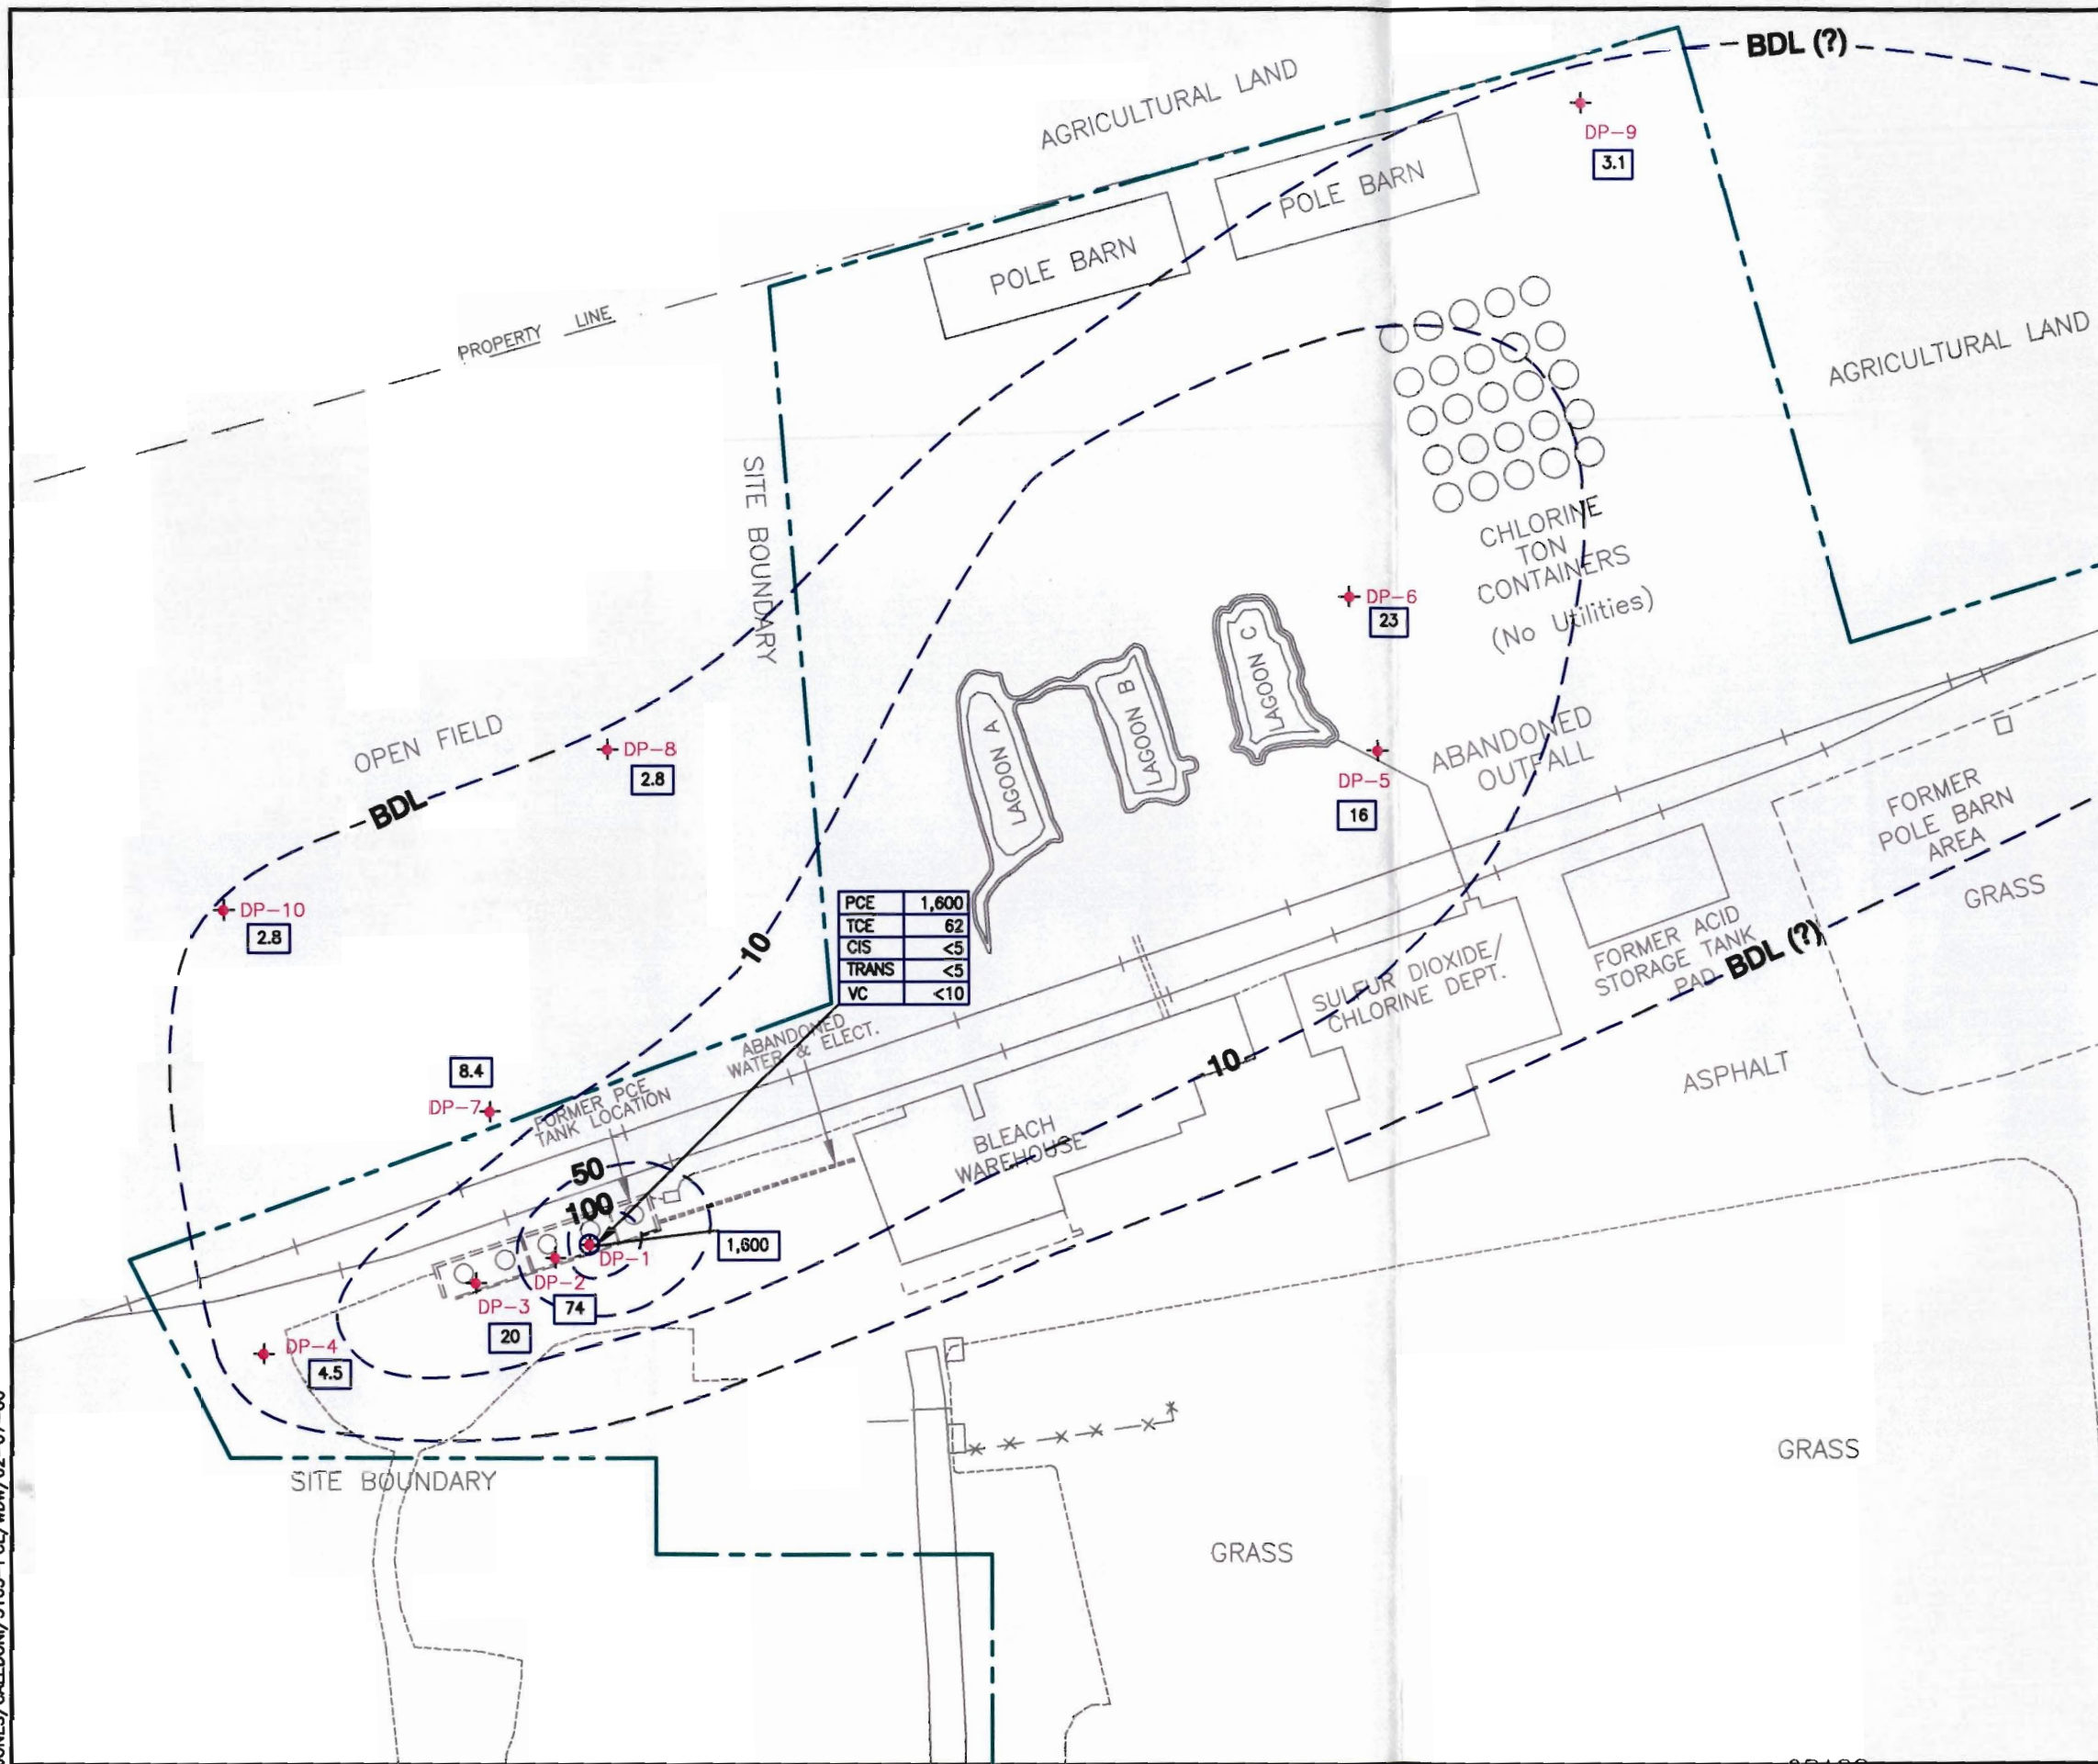 BDL (?)
AGRICULTURAL LAND
DP-9
3.1
POLE BARN
POLE BARN
PROPERTY LINE
AGRICULTURAL LAND
SITE BOUNDARY
CHLORINE
TON
CONTAINERS
(No Utilities)
DP-6
23
LAGOON C
LAGOON B
LAGOON A
OPEN FIELD
DP-8
2.8
BDL
DP-5
16
ABANDONED
OUTFALL
FORMER
POLE BARN
AREA
GRASS
DP-10
2.8
10
PCE 1,600
TCE 62
CIS <5
TRANS <5
VC <10
SULFUR DIOXIDE/
CHLORINE DEPT.
FORMER ACID
STORAGE TANK
PAD
BDL (?)
ABANDONED
WATER & ELECT.
10
ASPHALT
8.4
DP-7
FORMER PCE
TANK LOCATION
BLEACH
WAREHOUSE
50
100
1,600
DP-1
DP-2
74
DP-3
20
DP-4
4.5
SITE BOUNDARY
GRASS
GRASS